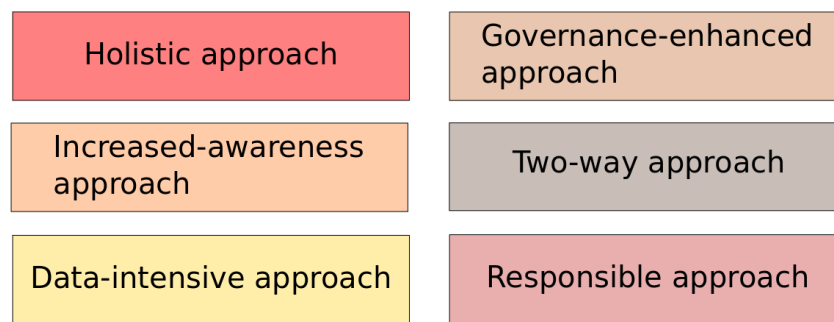 Holistic approach
Governance-enhanced
approach
Increased-awareness
approach
Two-way approach
Data-intensive approach
Responsible approach